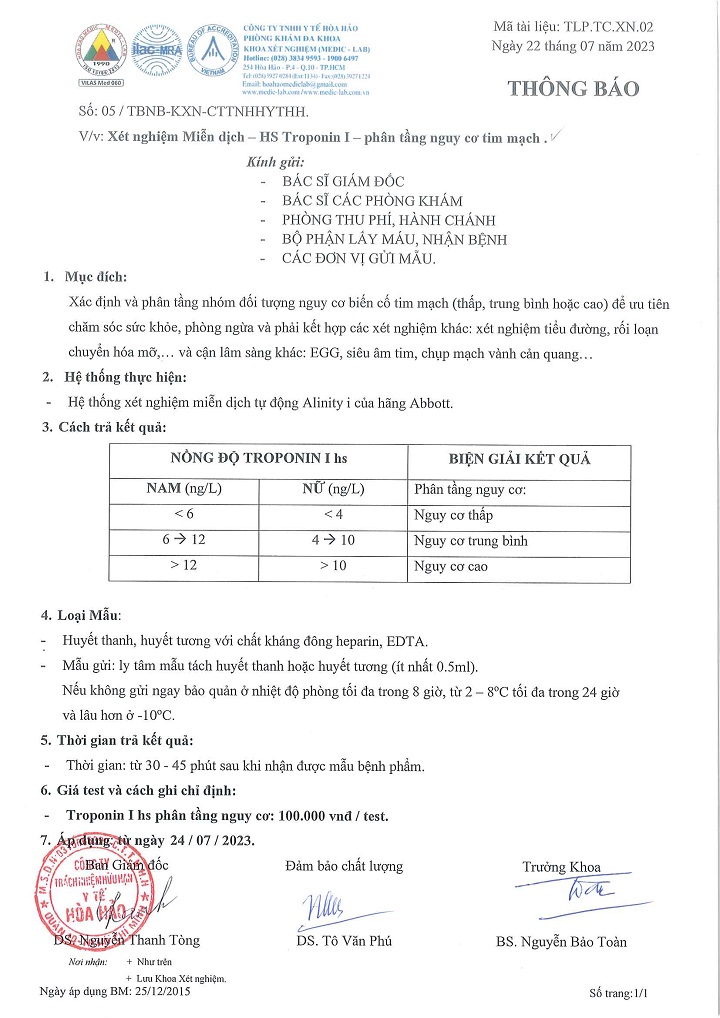 CÔNG TY TNHH Y TẾ HÒA HẢO
PHÒNG KHÁM ĐA KHOA
KHOA XÉT NGHIỆM (MEDIC - LAB)
Hotline: (028) 3834 9593 - 1900 6497
254 Hòa Hảo - P.4 - Q.10 - TP.HCM
Tel: (028) 3927 0284 (Ext 1134) - Fax: (028) 39271224
Email: hoahaomediclab@gmail.com
www.medic-lab.com /www.medic-lab.com.vn
1990
VILAS Med 060
ilac-MRA
BUREAU OF ACCREDITATION
VIETNAM
Mã tài liệu: TLP.TC.XN.02
Ngày 22 tháng 07 năm 2023
THÔNG BÁO
Số: 05 / TBNB-KXN-CTTNHHYTHH.
V/v: Xét nghiệm Miễn dịch – HS Troponin I – phân tầng nguy cơ tim mạch .
Kính gửi:
- BÁC SĨ GIÁM ĐỐC
- BÁC SĨ CÁC PHÒNG KHÁM
- PHÒNG THU PHÍ, HÀNH CHÁNH
- BỘ PHẬN LẤY MÁU, NHẬN BỆNH
- CÁC ĐƠN VỊ GỬI MẪU.
1. Mục đích:
Xác định và phân tầng nhóm đối tượng nguy cơ biến cố tim mạch (thấp, trung bình hoặc cao) để ưu tiên
chăm sóc sức khỏe, phòng ngừa và phải kết hợp các xét nghiệm khác: xét nghiệm tiểu đường, rối loạn
chuyển hóa mỡ,… và cận lâm sàng khác: EGG, siêu âm tim, chụp mạch vành cản quang…
2. Hệ thống thực hiện:
- Hệ thống xét nghiệm miễn dịch tự động Alinity i của hãng Abbott.
3. Cách trả kết quả:
NỒNG ĐỘ TROPONIN I hs BIỆN GIẢI KẾT QUẢ
NAM (ng/L) NỮ (ng/L) Phân tầng nguy cơ:
< 6 < 4 Nguy cơ thấp
6 → 12 4 → 10 Nguy cơ trung bình
> 12 > 10 Nguy cơ cao
4. Loại Mẫu:
- Huyết thanh, huyết tương với chất kháng đông heparin, EDTA.
- Mẫu gửi: ly tâm mẫu tách huyết thanh hoặc huyết tương (ít nhất 0.5ml).
Nếu không gửi ngay bảo quản ở nhiệt độ phòng tối đa trong 8 giờ, từ 2 – 8ºC tối đa trong 24 giờ
và lâu hơn ở -10ºC.
5. Thời gian trả kết quả:
- Thời gian: từ 30 - 45 phút sau khi nhận được mẫu bệnh phẩm.
6. Giá test và cách ghi chỉ định:
- Troponin I hs phân tầng nguy cơ: 100.000 vnđ / test.
7. Áp dụng: từ ngày 24 / 07 / 2023.
Ban Giám đốc Đảm bảo chất lượng Trưởng Khoa
CÔNG TY
TRÁCH NHIỆM HỮU HẠN
Y TẾ
HÒA HẢO
DS. Nguyễn Thanh Tòng DS. Tô Văn Phú BS. Nguyễn Bảo Toàn
Nơi nhận: + Như trên
+ Lưu Khoa Xét nghiệm.
Ngày áp dụng BM: 25/12/2015 Số trang:1/1